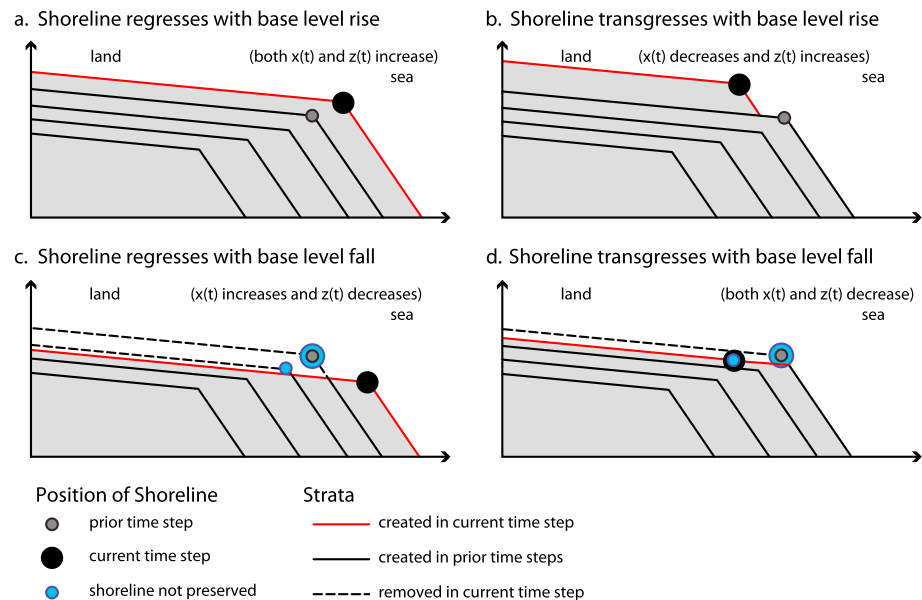 a. Shoreline regresses with base level rise
land
(both x(t) and z(t) increase)
sea
b. Shoreline transgresses with base level rise
land
(x(t) decreases and z(t) increases)
sea
c. Shoreline regresses with base level fall
land
(x(t) increases and z(t) decreases)
sea
d. Shoreline transgresses with base level fall
land
(both x(t) and z(t) decrease)
sea
Position of Shoreline
prior time step
current time step
shoreline not preserved
Strata
created in current time step
created in prior time steps
removed in current time step